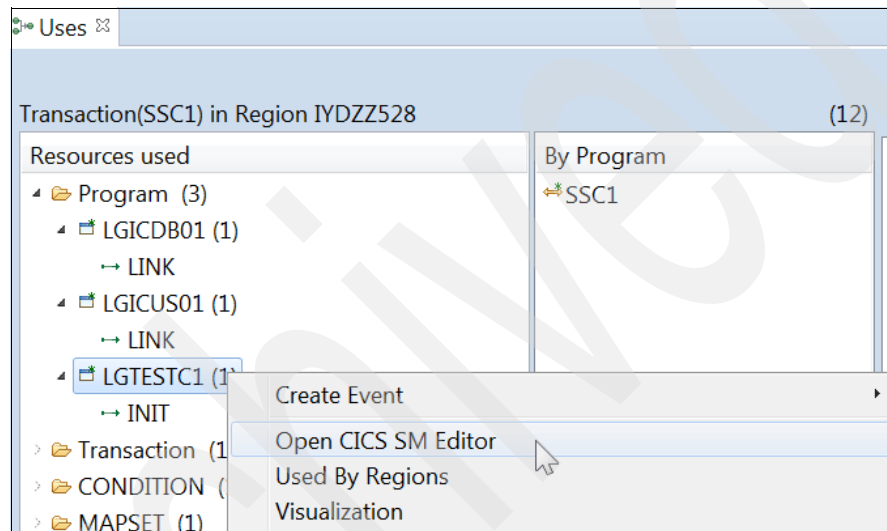 Uses
Transaction(SSC1) in Region IYDZZ528 (12)
Resources used
By Program
Program (3)
SSC1
LGICDB01 (1)
LINK
LGICUS01 (1)
LINK
LGTESTC1 (1)
INIT
Transaction (1
CONDITION (
MAPSET (1)
Create Event
Open CICS SM Editor
Used By Regions
Visualization